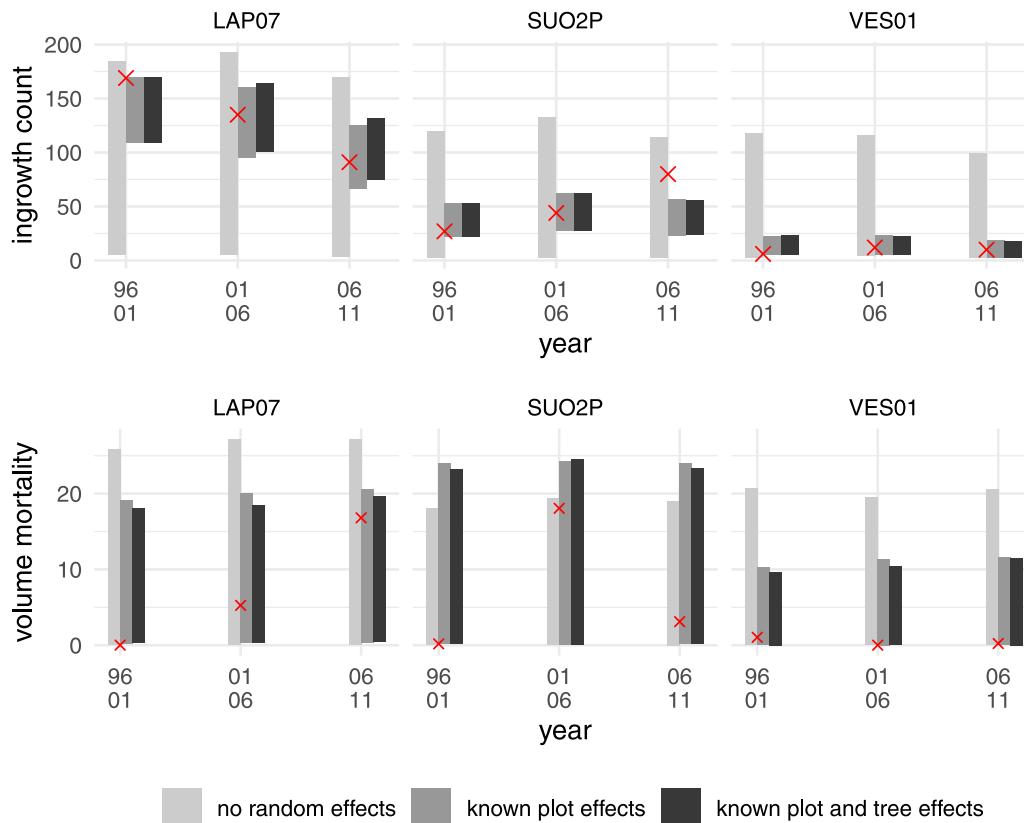 LAP07 SUO2P VES01
200
150
100
50
0
ingrowth count
96 01 06 96 01 06 96 01 06
01 06 11 01 06 11 01 06 11
year
LAP07 SUO2P VES01
20
10
0
volume mortality
96 01 06 96 01 06 96 01 06
01 06 11 01 06 11 01 06 11
year
no random effects known plot effects known plot and tree effects